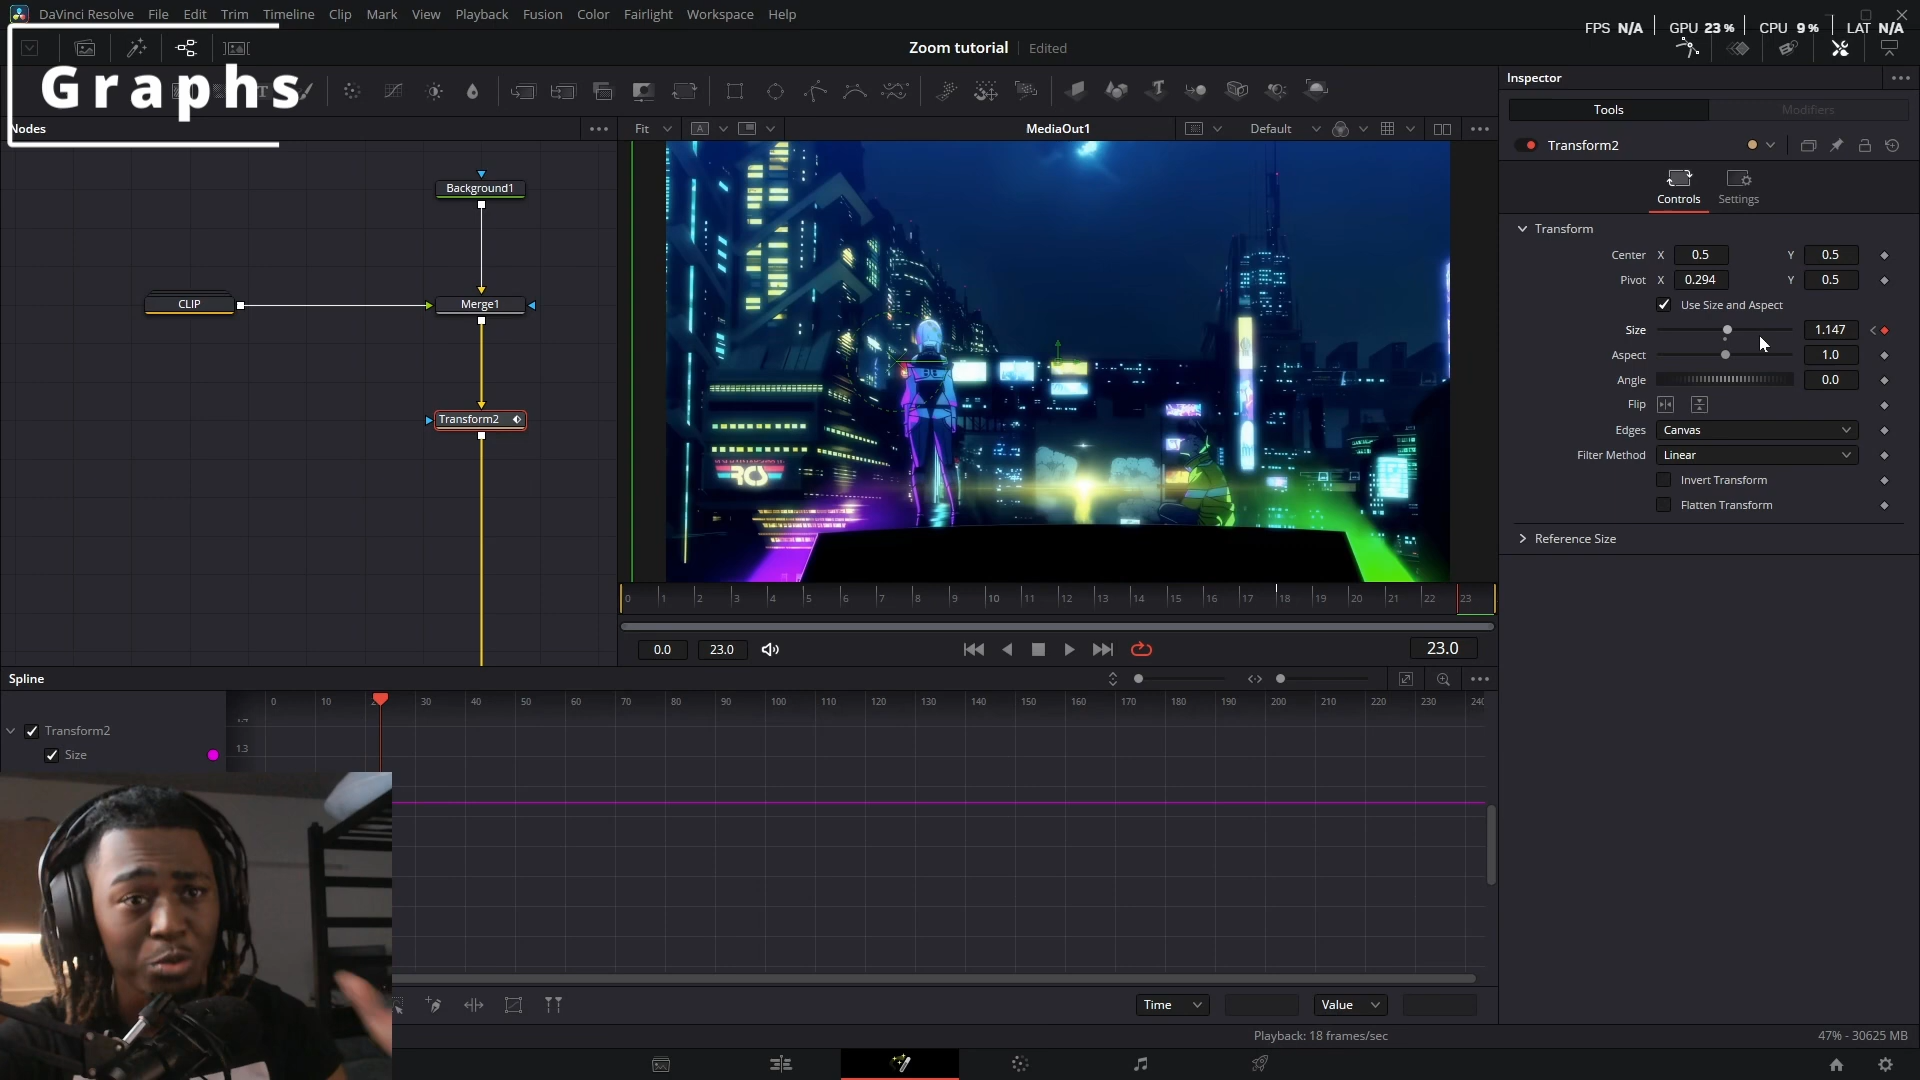 DaVinci Resolve File Edit Trim Timeline Clip Mark View Playback Fusion Color Fairlight Workspace Help
FPS N/A GPU 23 % CPU 9 % LAT N/A
Zoom tutorial Edited
Graphs
Inspector
Tools Modifiers
Nodes
Fit A MediaOut1 Default
Transform2
Controls Settings
Background1
CLIP
Merge1
Transform2
RCS
Transform
Center X 0.5 Y 0.5
Pivot X 0.294 Y 0.5
Use Size and Aspect
Size 1.147
Aspect 1.0
Angle 0.0
Flip
Edges Canvas
Filter Method Linear
Invert Transform
Flatten Transform
Reference Size
0 1 2 3 4 5 6 7 8 9 10 11 12 13 14 15 16 17 18 19 20 21 22 23
0.0 23.0 23.0
Spline
0 10 30 40 50 60 70 80 90 100 110 120 130 140 150 160 170 180 190 200 210 220 230
Transform2
Size
1.3
Time Value
Playback: 18 frames/sec 47% - 30625 MB